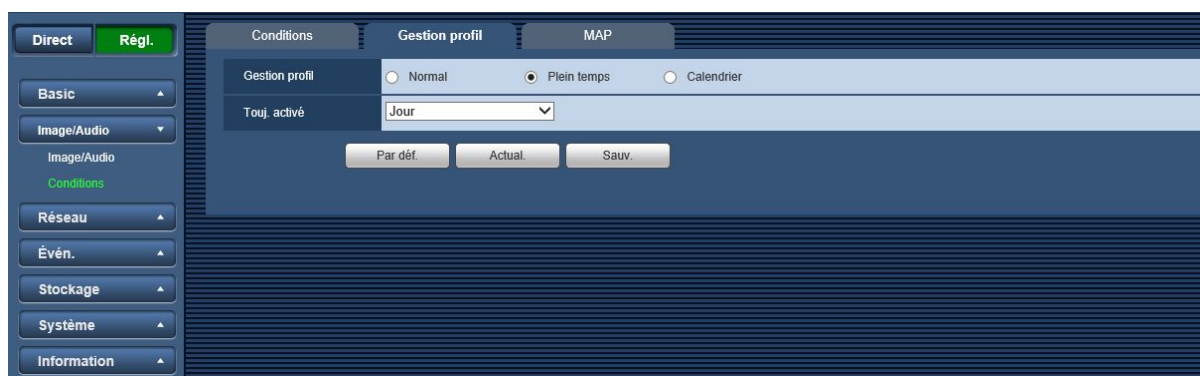 Direct Régl.
Basic
Image/Audio
Image/Audio
Conditions
Réseau
Évén.
Stockage
Système
Information
Conditions Gestion profil MAP
Gestion profil Normal Plein temps Calendrier
Touj. activé Jour
Par déf. Actual. Sauv.